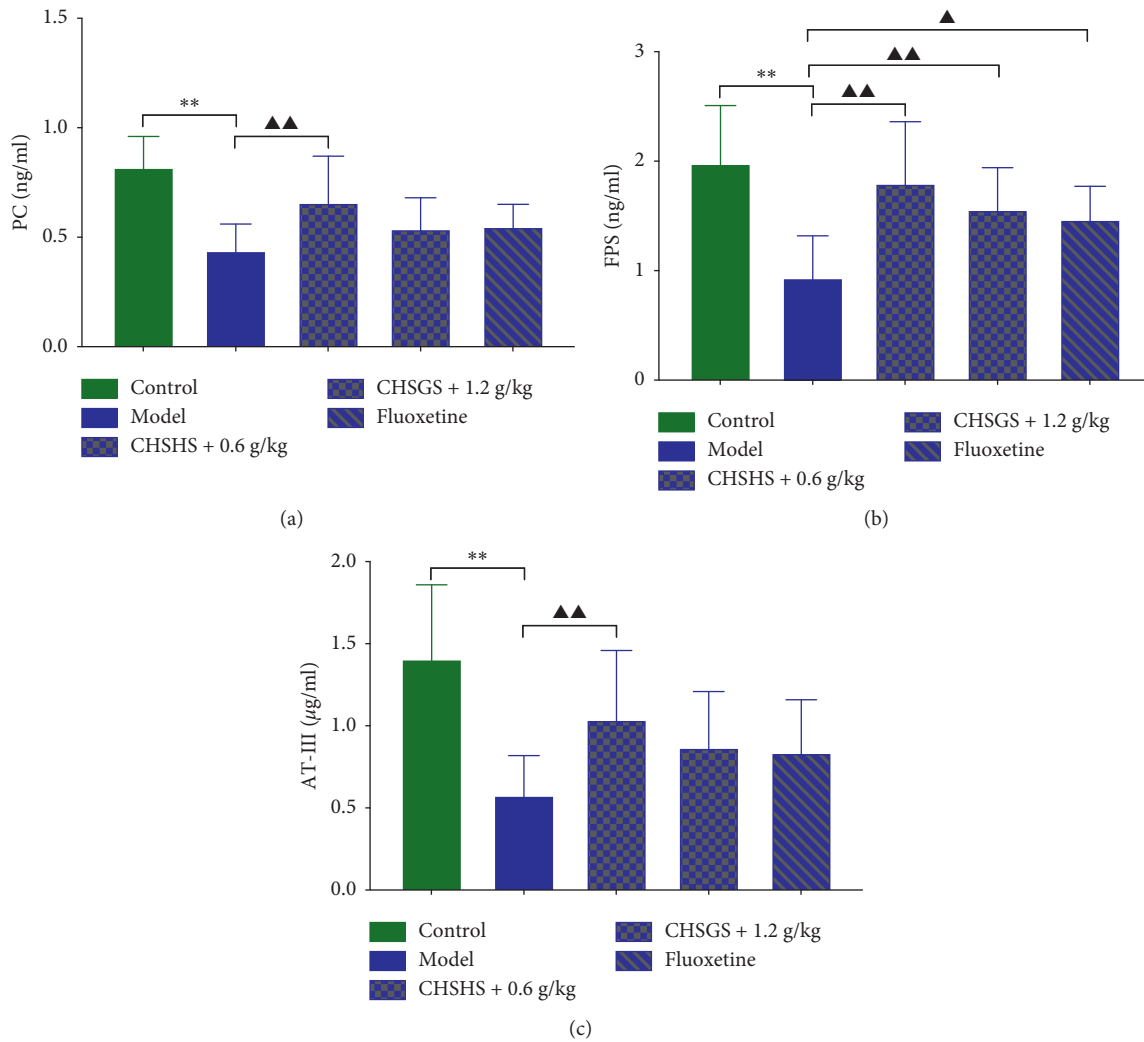 1.5
1.0
0.5
0.0
PC (ng/ml)
**
▲▲
Control
Model
CHSHS + 0.6 g/kg
CHSGS + 1.2 g/kg
Fluoxetine
(a)
3
2
1
0
FPS (ng/ml)
**
▲▲
▲▲
▲
Control
Model
CHSHS + 0.6 g/kg
CHSGS + 1.2 g/kg
Fluoxetine
(b)
2.0
1.5
1.0
0.5
0.0
AT-III (μg/ml)
**
▲▲
Control
Model
CHSHS + 0.6 g/kg
CHSGS + 1.2 g/kg
Fluoxetine
(c)